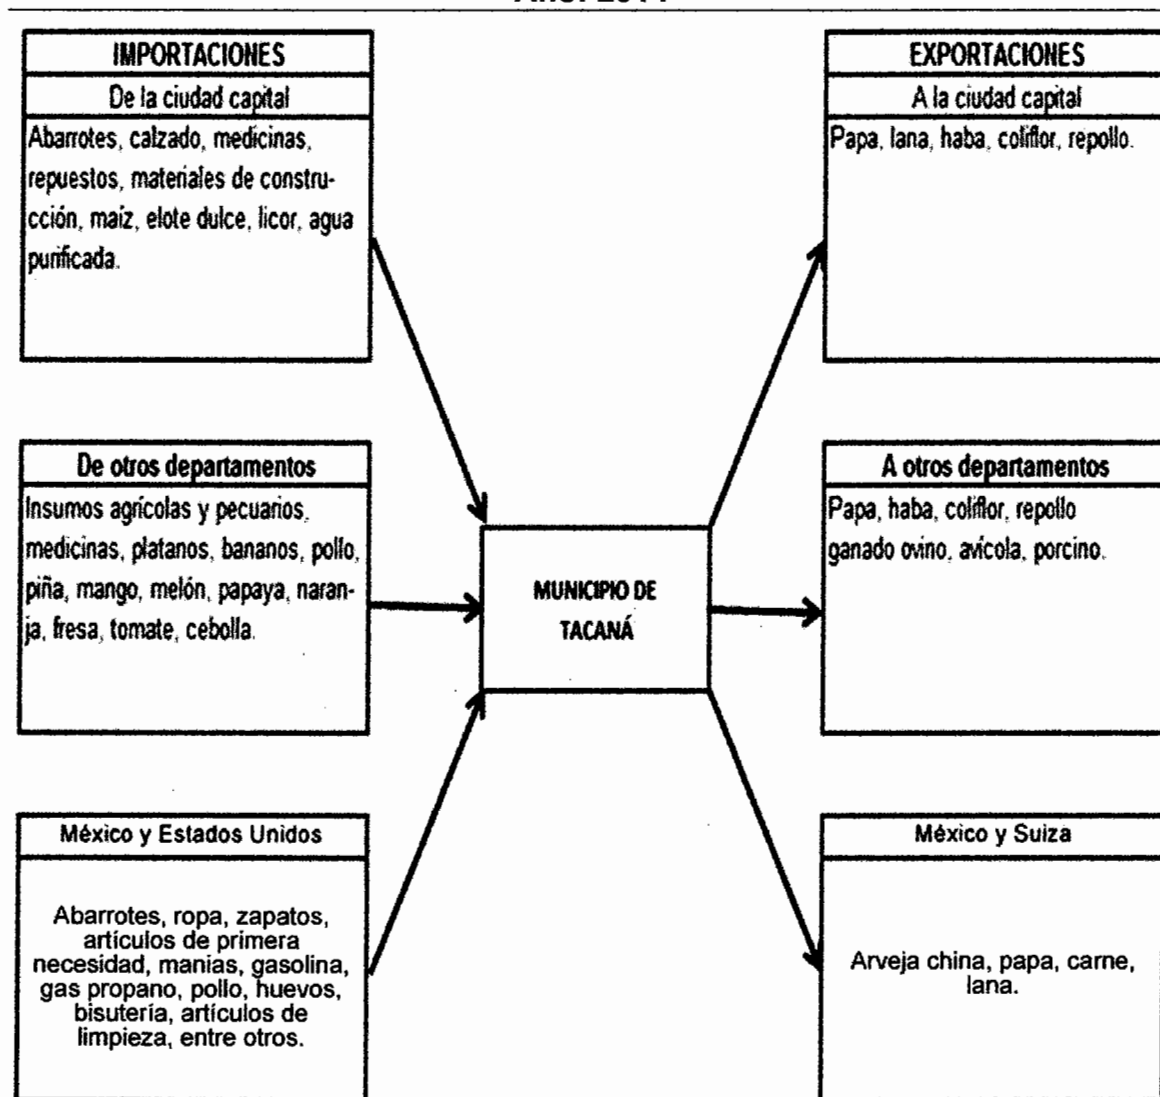 IMPORTACIONES
De la ciudad capital
Abarrotes, calzado, medicinas,
repuestos, materiales de constru-
cción, maíz, elote dulce, licor, agua
purificada.
De otros departamentos
Insumos agrícolas y pecuarios,
medicinas, platanos, bananos, pollo,
piña, mango, melón, papaya, naran-
ja, fresa, tomate, cebolla.
México y Estados Unidos
Abarrotes, ropa, zapatos,
artículos de primera
necesidad, manias, gasolina,
gas propano, pollo, huevos,
bisutería, artículos de
limpieza, entre otros.
MUNICIPIO DE
TACANÁ
EXPORTACIONES
A la ciudad capital
Papa, lana, haba, coliflor, repollo.
A otros departamentos
Papa, haba, coliflor, repollo
ganado ovino, avícola, porcino.
México y Suiza
Arveja china, papa, carne,
lana.